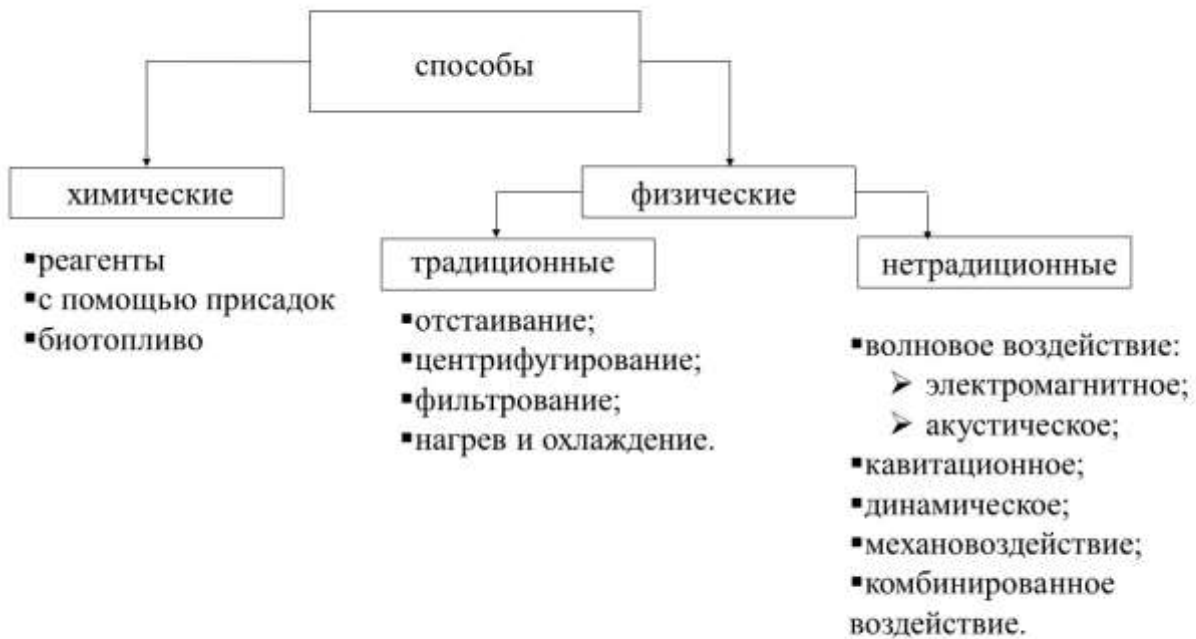 способы
химические
▪реагенты
▪с помощью присадок
▪биотопливо
физические
традиционные
▪отстаивание;
▪центрифугирование;
▪фильтрование;
▪нагрев и охлаждение.
нетрадиционные
▪волновое воздействие:
➢ электромагнитное;
➢ акустическое;
▪кавитационное;
▪динамическое;
▪механовоздействие;
▪комбинированное
воздействие.